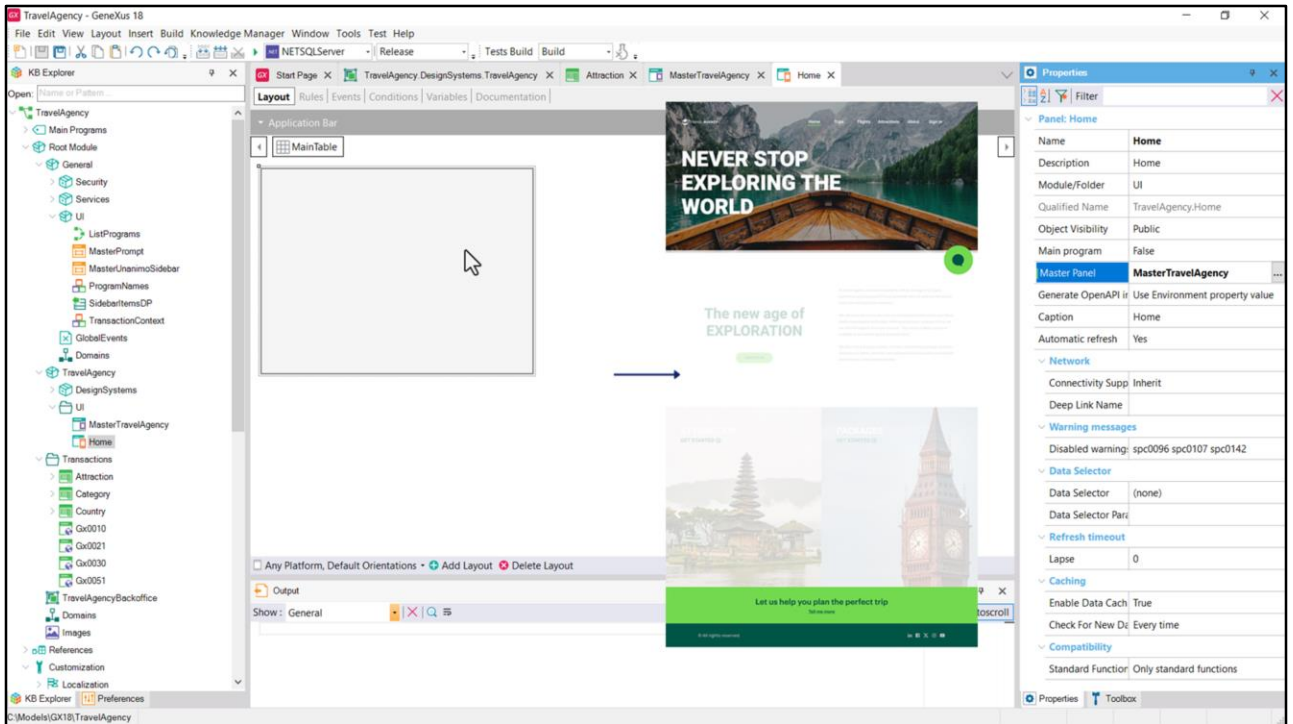 TravelAgency - GeneXus 18
File Edit View Layout Insert Build Knowledge Manager Window Tools Test Help
NETSQLServer Release Tests Build Build
KB Explorer
Open: Name or Pattern...
TravelAgency
Main Programs
Root Module
General
Security
Services
UI
ListPrograms
MasterPrompt
MasterUnanimoSidebar
ProgramNames
SidebarItemsDP
TransactionContext
GlobalEvents
Domains
TravelAgency
DesignSystems
UI
MasterTravelAgency
Home
Transactions
Attraction
Category
Country
Gx0010
Gx0021
Gx0030
Gx0051
TravelAgencyBackoffice
Domains
Images
References
Customization
Localization
KB Explorer Preferences
C:\Models\GX18\TravelAgency
Start Page TravelAgency.DesignSystems.TravelAgency Attraction MasterTravelAgency Home
Layout Rules Events Conditions Variables Documentation
Application Bar
MainTable
NEVER STOP
EXPLORING THE
WORLD
The new age of
EXPLORATION
Let us help you plan the perfect trip
Tell me more
© All rights reserved
Any Platform, Default Orientations Add Layout Delete Layout
Output
Show: General
toscroll
Properties
Filter
Panel: Home
Name Home
Description Home
Module/Folder UI
Qualified Name TravelAgency.Home
Object Visibility Public
Main program False
Master Panel MasterTravelAgency ...
Generate OpenAPI in Use Environment property value
Caption Home
Automatic refresh Yes
Network
Connectivity Supp Inherit
Deep Link Name
Warning messages
Disabled warning: spc0096 spc0107 spc0142
Data Selector
Data Selector (none)
Data Selector Para
Refresh timeout
Lapse 0
Caching
Enable Data Cach True
Check For New Da Every time
Compatibility
Standard Function Only standard functions
Properties Toolbox